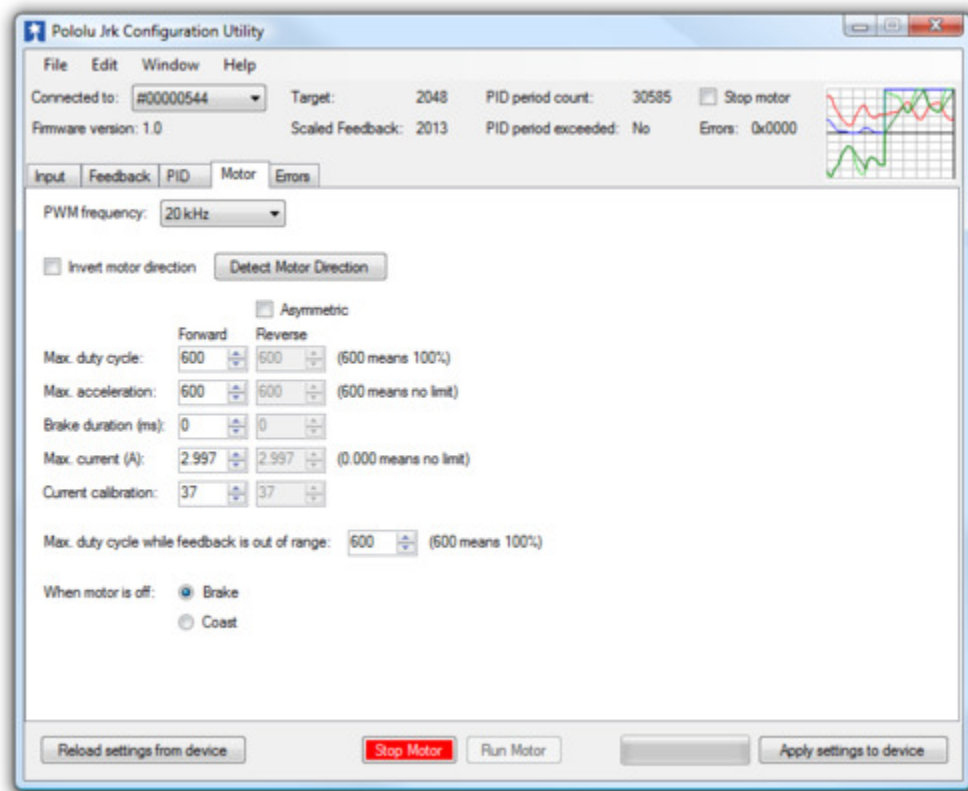 Pololu Jrk Configuration Utility
File Edit Window Help
Connected to: #00000544 Target: 2048 PID period count: 30585 Stop motor
Firmware version: 1.0 Scaled Feedback: 2013 PID period exceeded: No Errors: 0x0000
Input Feedback PID Motor Errors
PWM frequency: 20 kHz
Invert motor direction Detect Motor Direction
Asymmetric
Forward Reverse
Max. duty cycle: 600 600 (600 means 100%)
Max. acceleration: 600 600 (600 means no limit)
Brake duration (ms): 0 0
Max. current (A): 2.997 2.997 (0.000 means no limit)
Current calibration: 37 37
Max. duty cycle while feedback is out of range: 600 (600 means 100%)
When motor is off: Brake
Coast
Reload settings from device Stop Motor Run Motor Apply settings to device